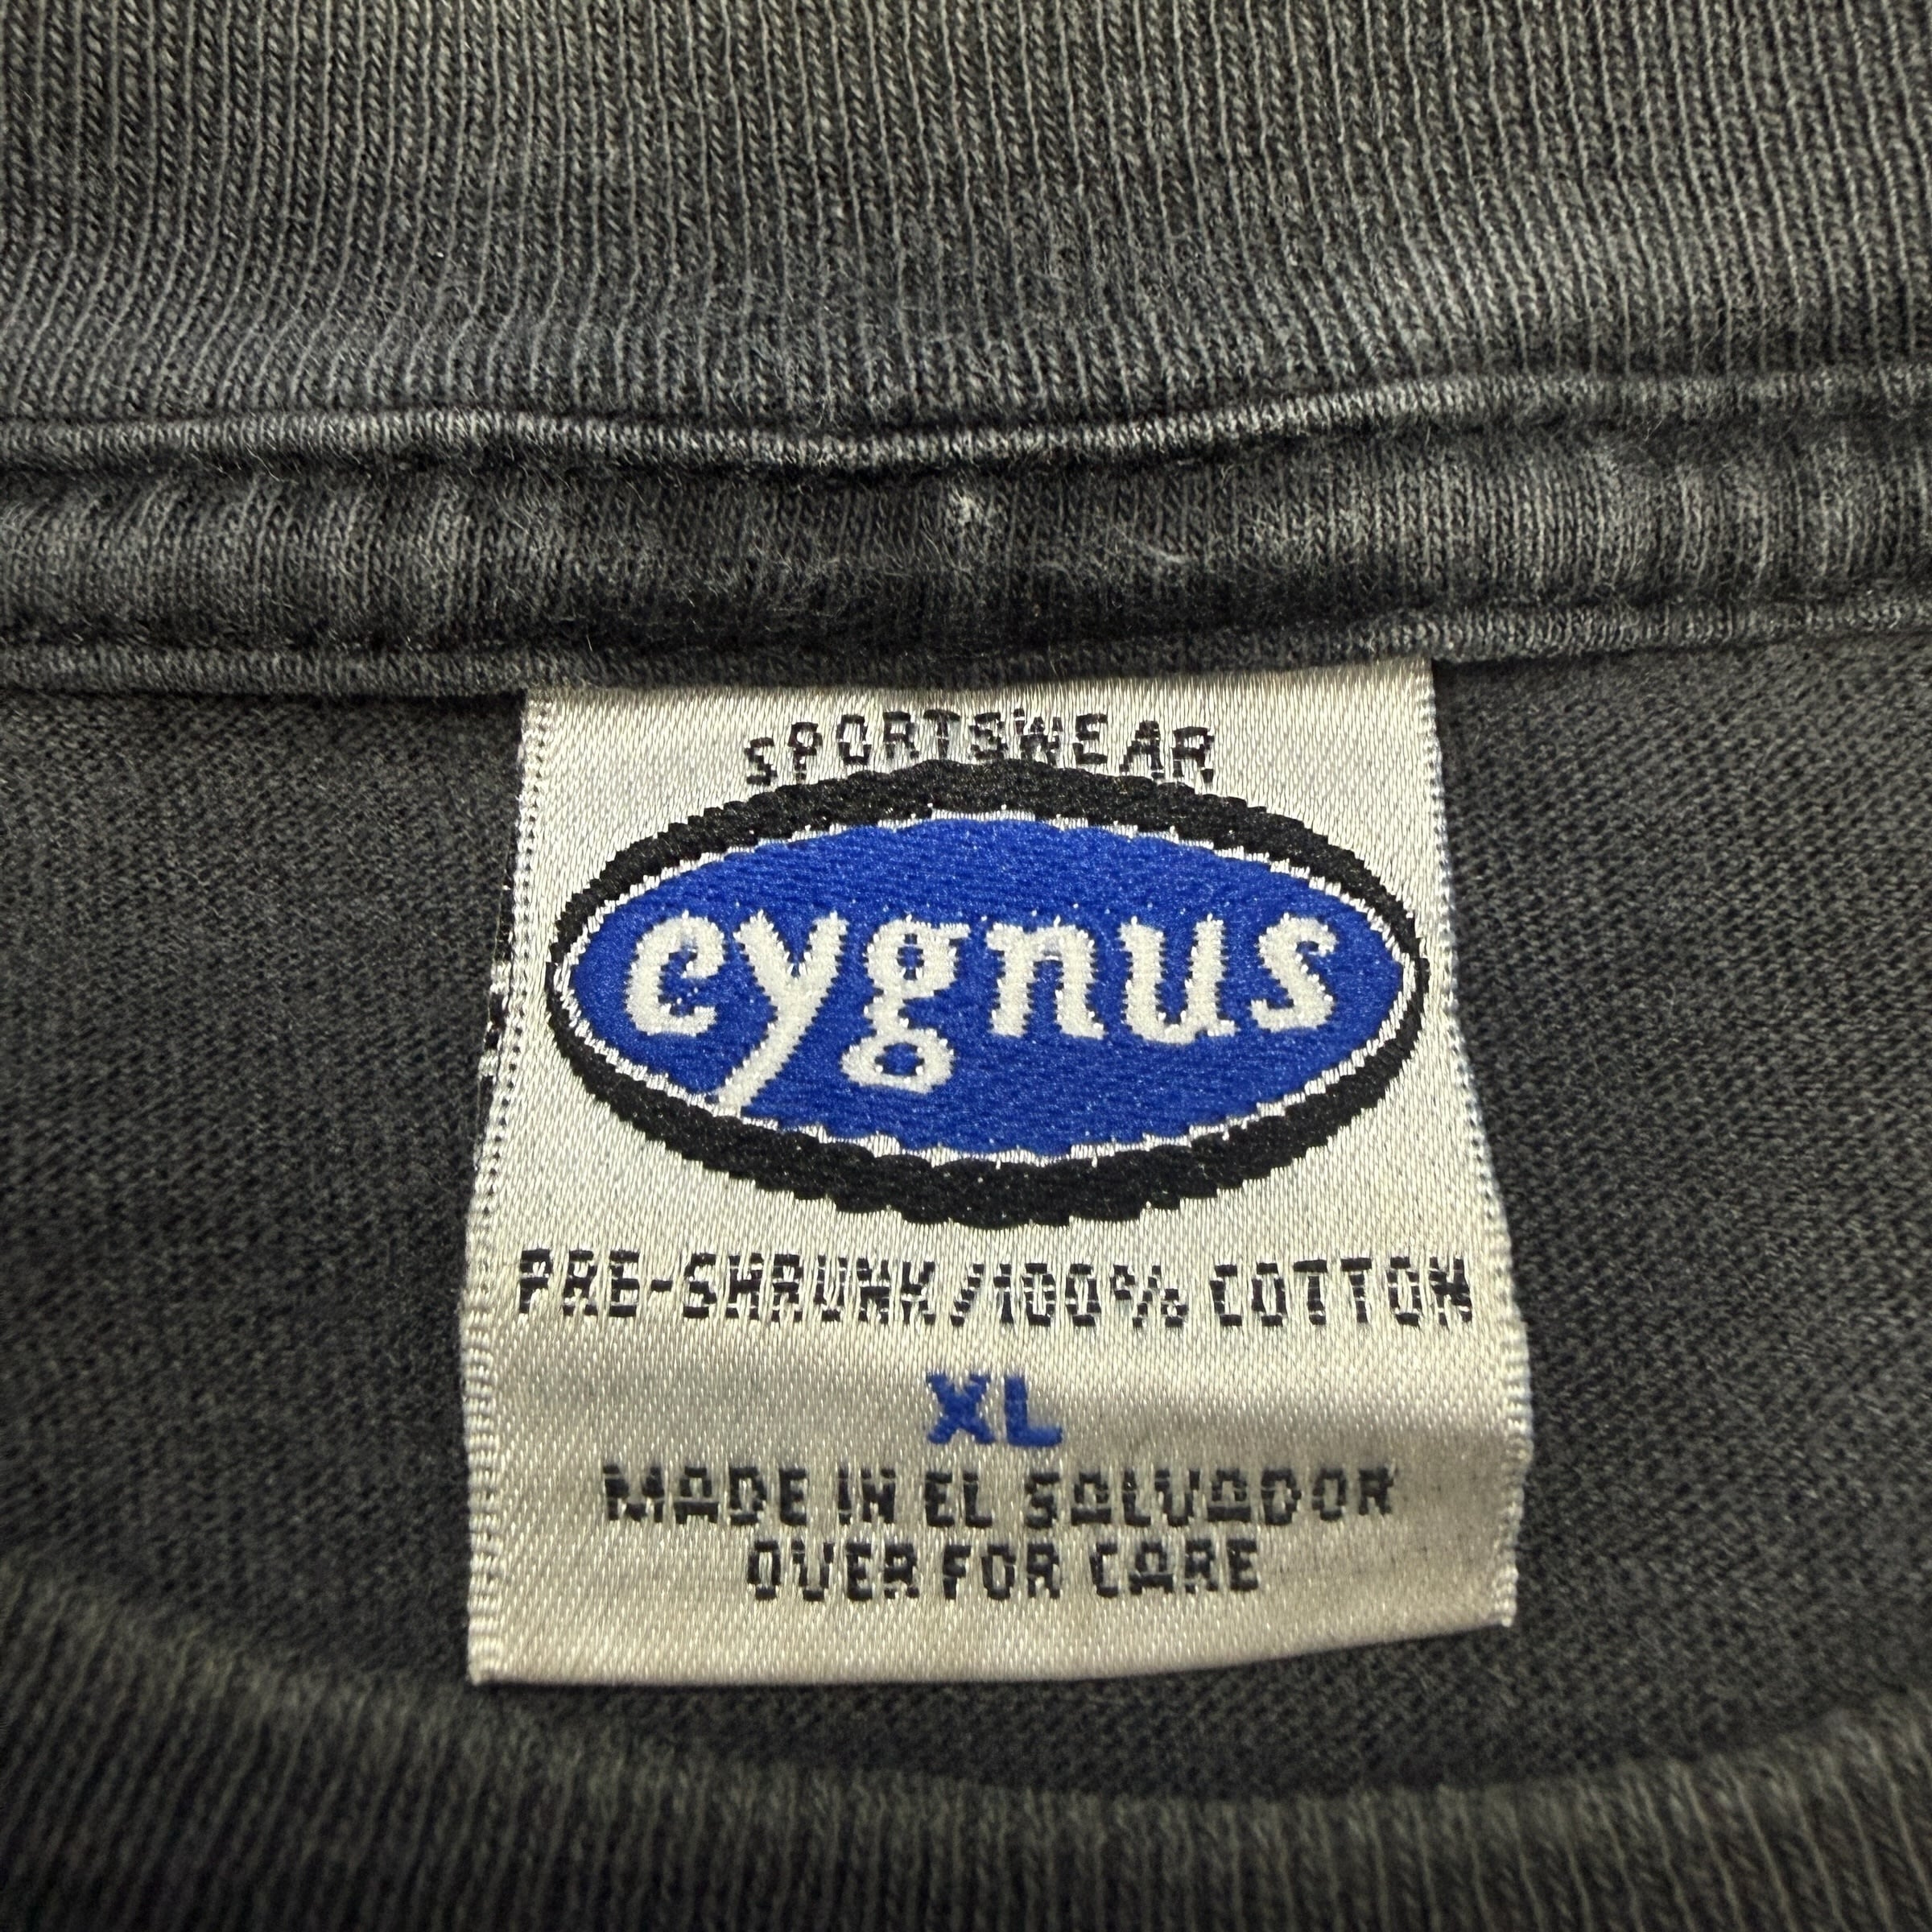 SPORTSWEAR
cygnus
PRE-SHRUNK/100% COTTON
XL
MADE IN EL SALVADOR
OVER FOR CARE